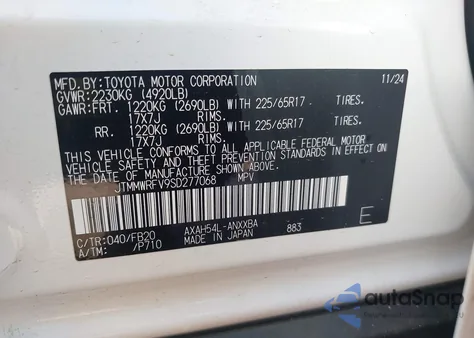 MFD.BY:TOYOTA MOTOR CORPORATION 11/24
GVWR:2230KG (4920LB)
GAWR:FRT. 1220KG (2690LB) WITH 225/65R17 TIRES.
17X7J RIMS.
RR. 1220KG (2690LB) WITH 225/65R17 TIRES.
17X7J RIMS.
THIS VEHICLE CONFORMS TO ALL APPLICABLE FEDERAL MOTOR
VEHICLE SAFETY AND THEFT PREVENTION STANDARDS IN EFFECT ON
THE DATE OF MANUFACTURE SHOWN ABOVE.
JTMMWRFV9SD277068 MPV
C/TR:040/FB20 AXAH54L-ANXXBA 883
A/TM: /P710 MADE IN JAPAN
E
autoSnap